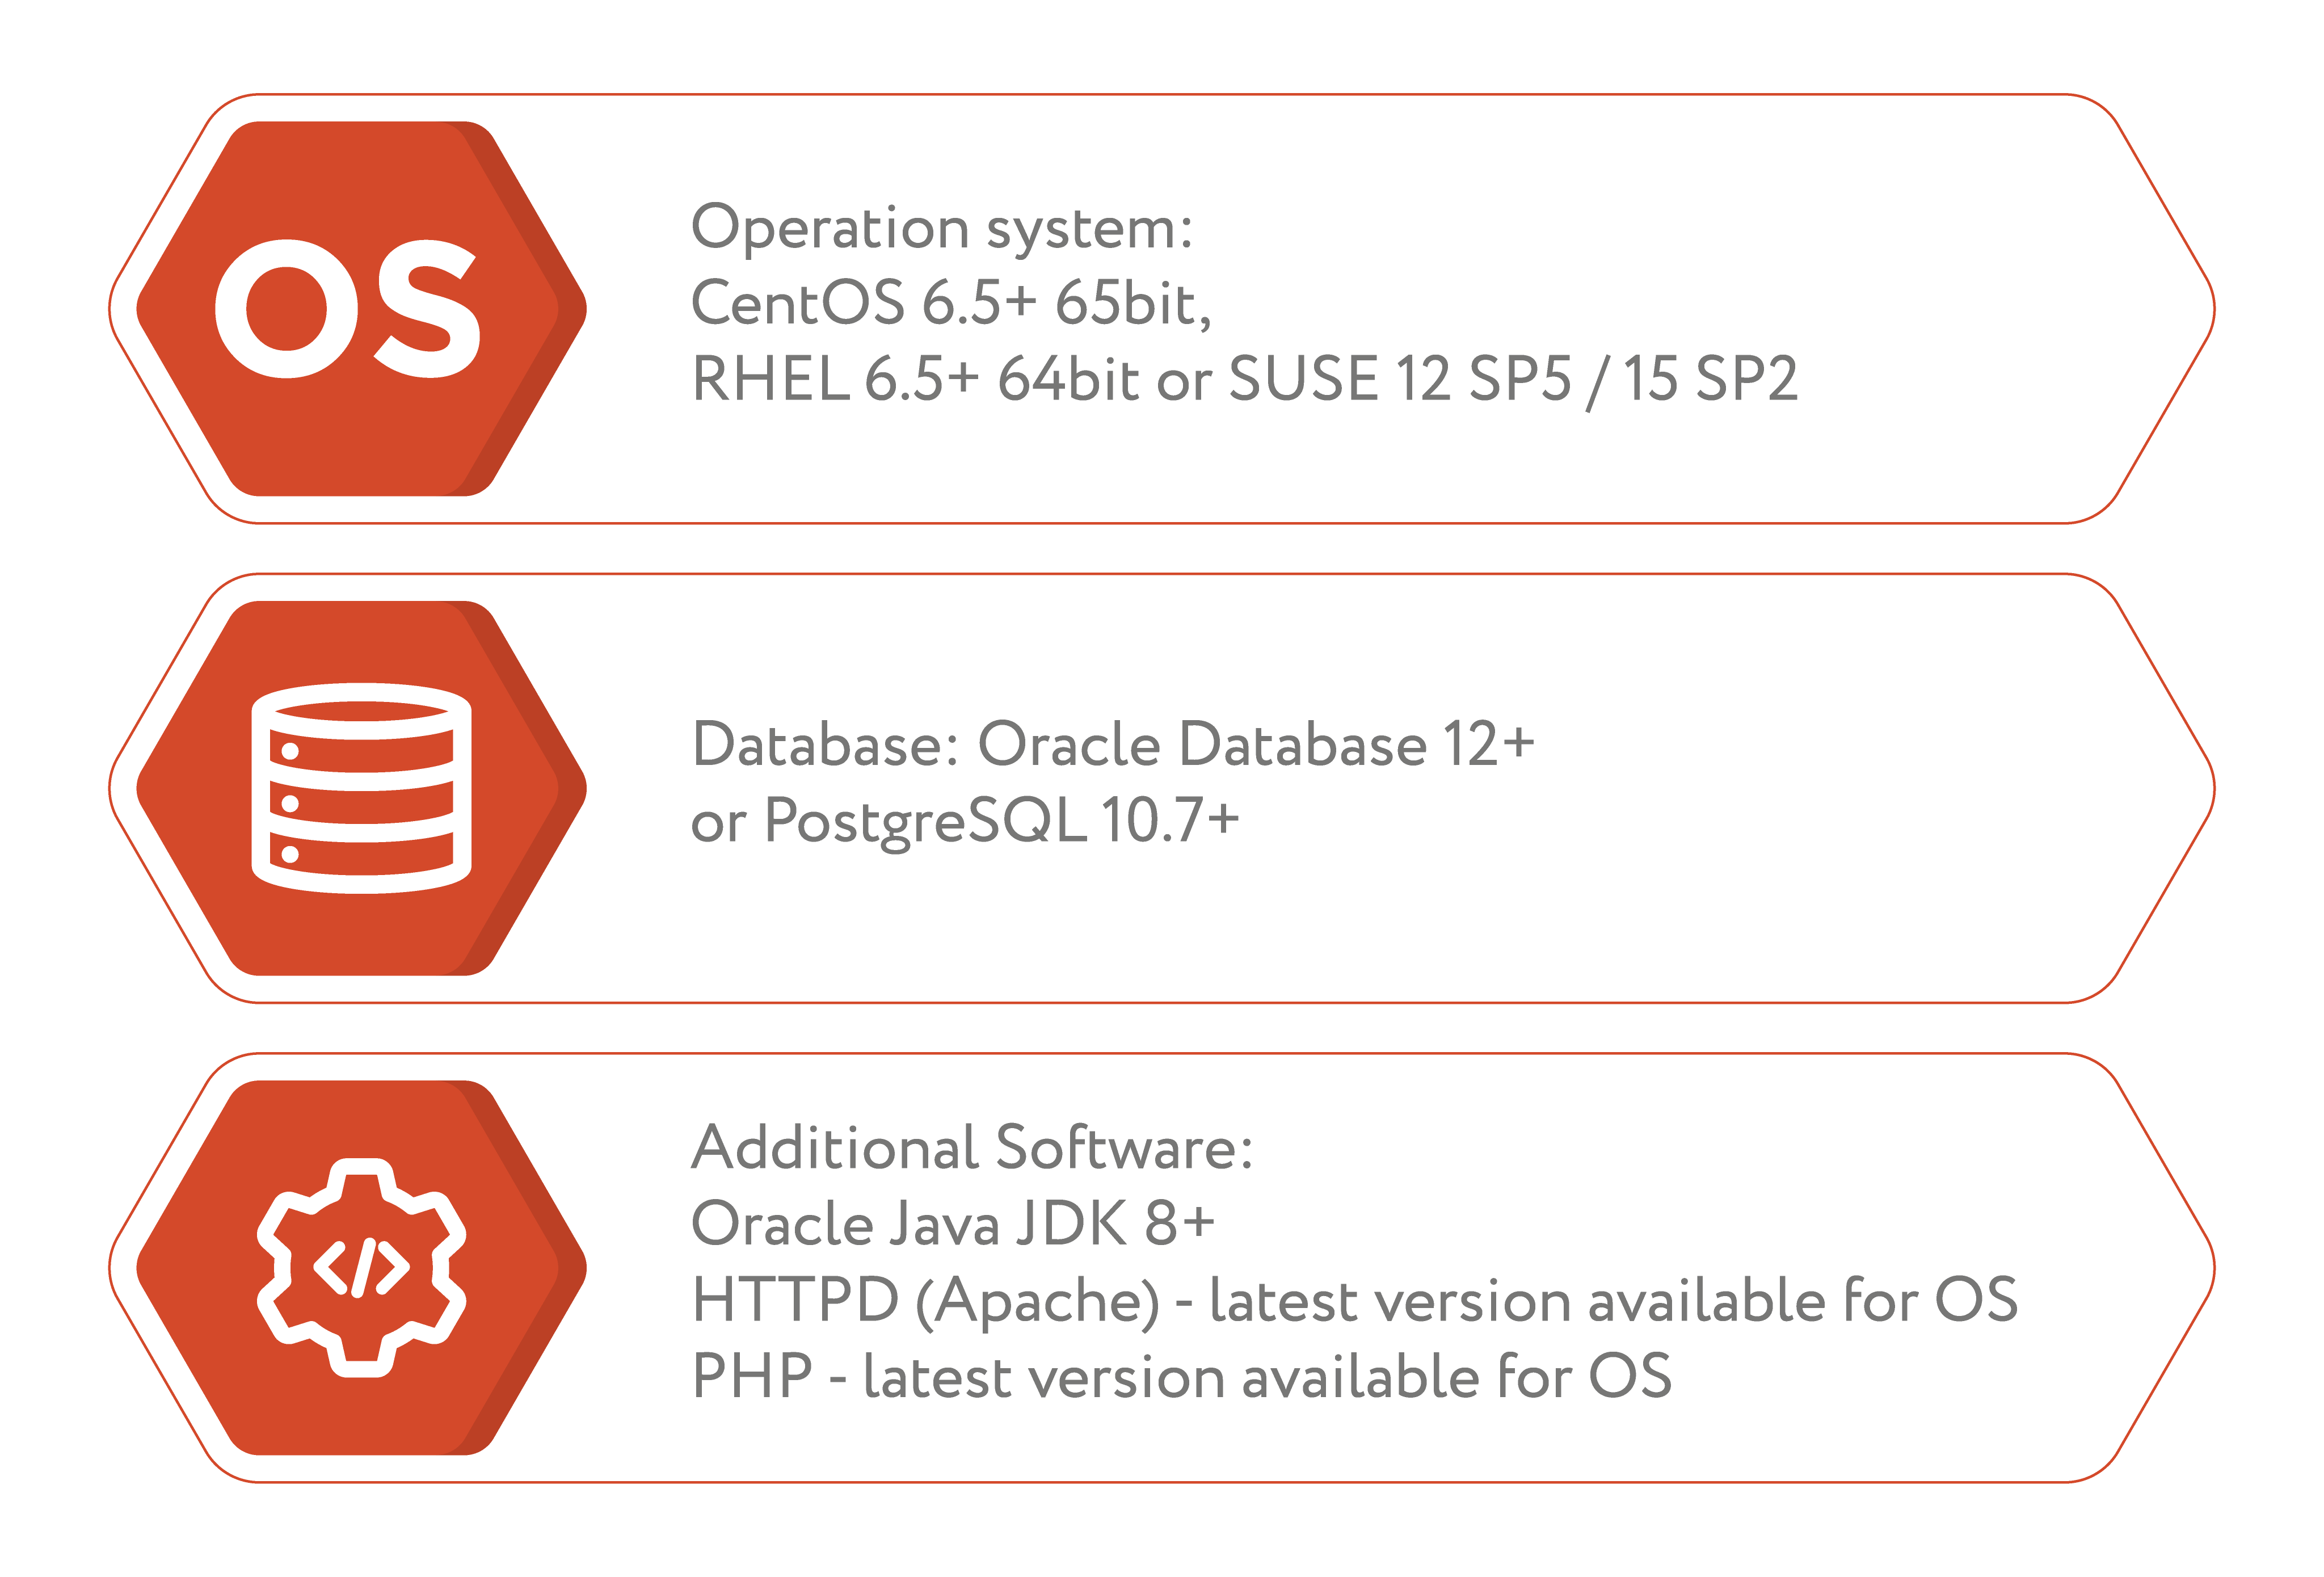 OS
Operation system:
CentOS 6.5+ 65bit,
RHEL 6.5+ 64bit or SUSE 12 SP5 / 15 SP2
Database: Oracle Database 12+
or PostgreSQL 10.7+
</>
Additional Software:
Oracle Java JDK 8+
HTTPD (Apache) - latest version available for OS
PHP - latest version available for OS